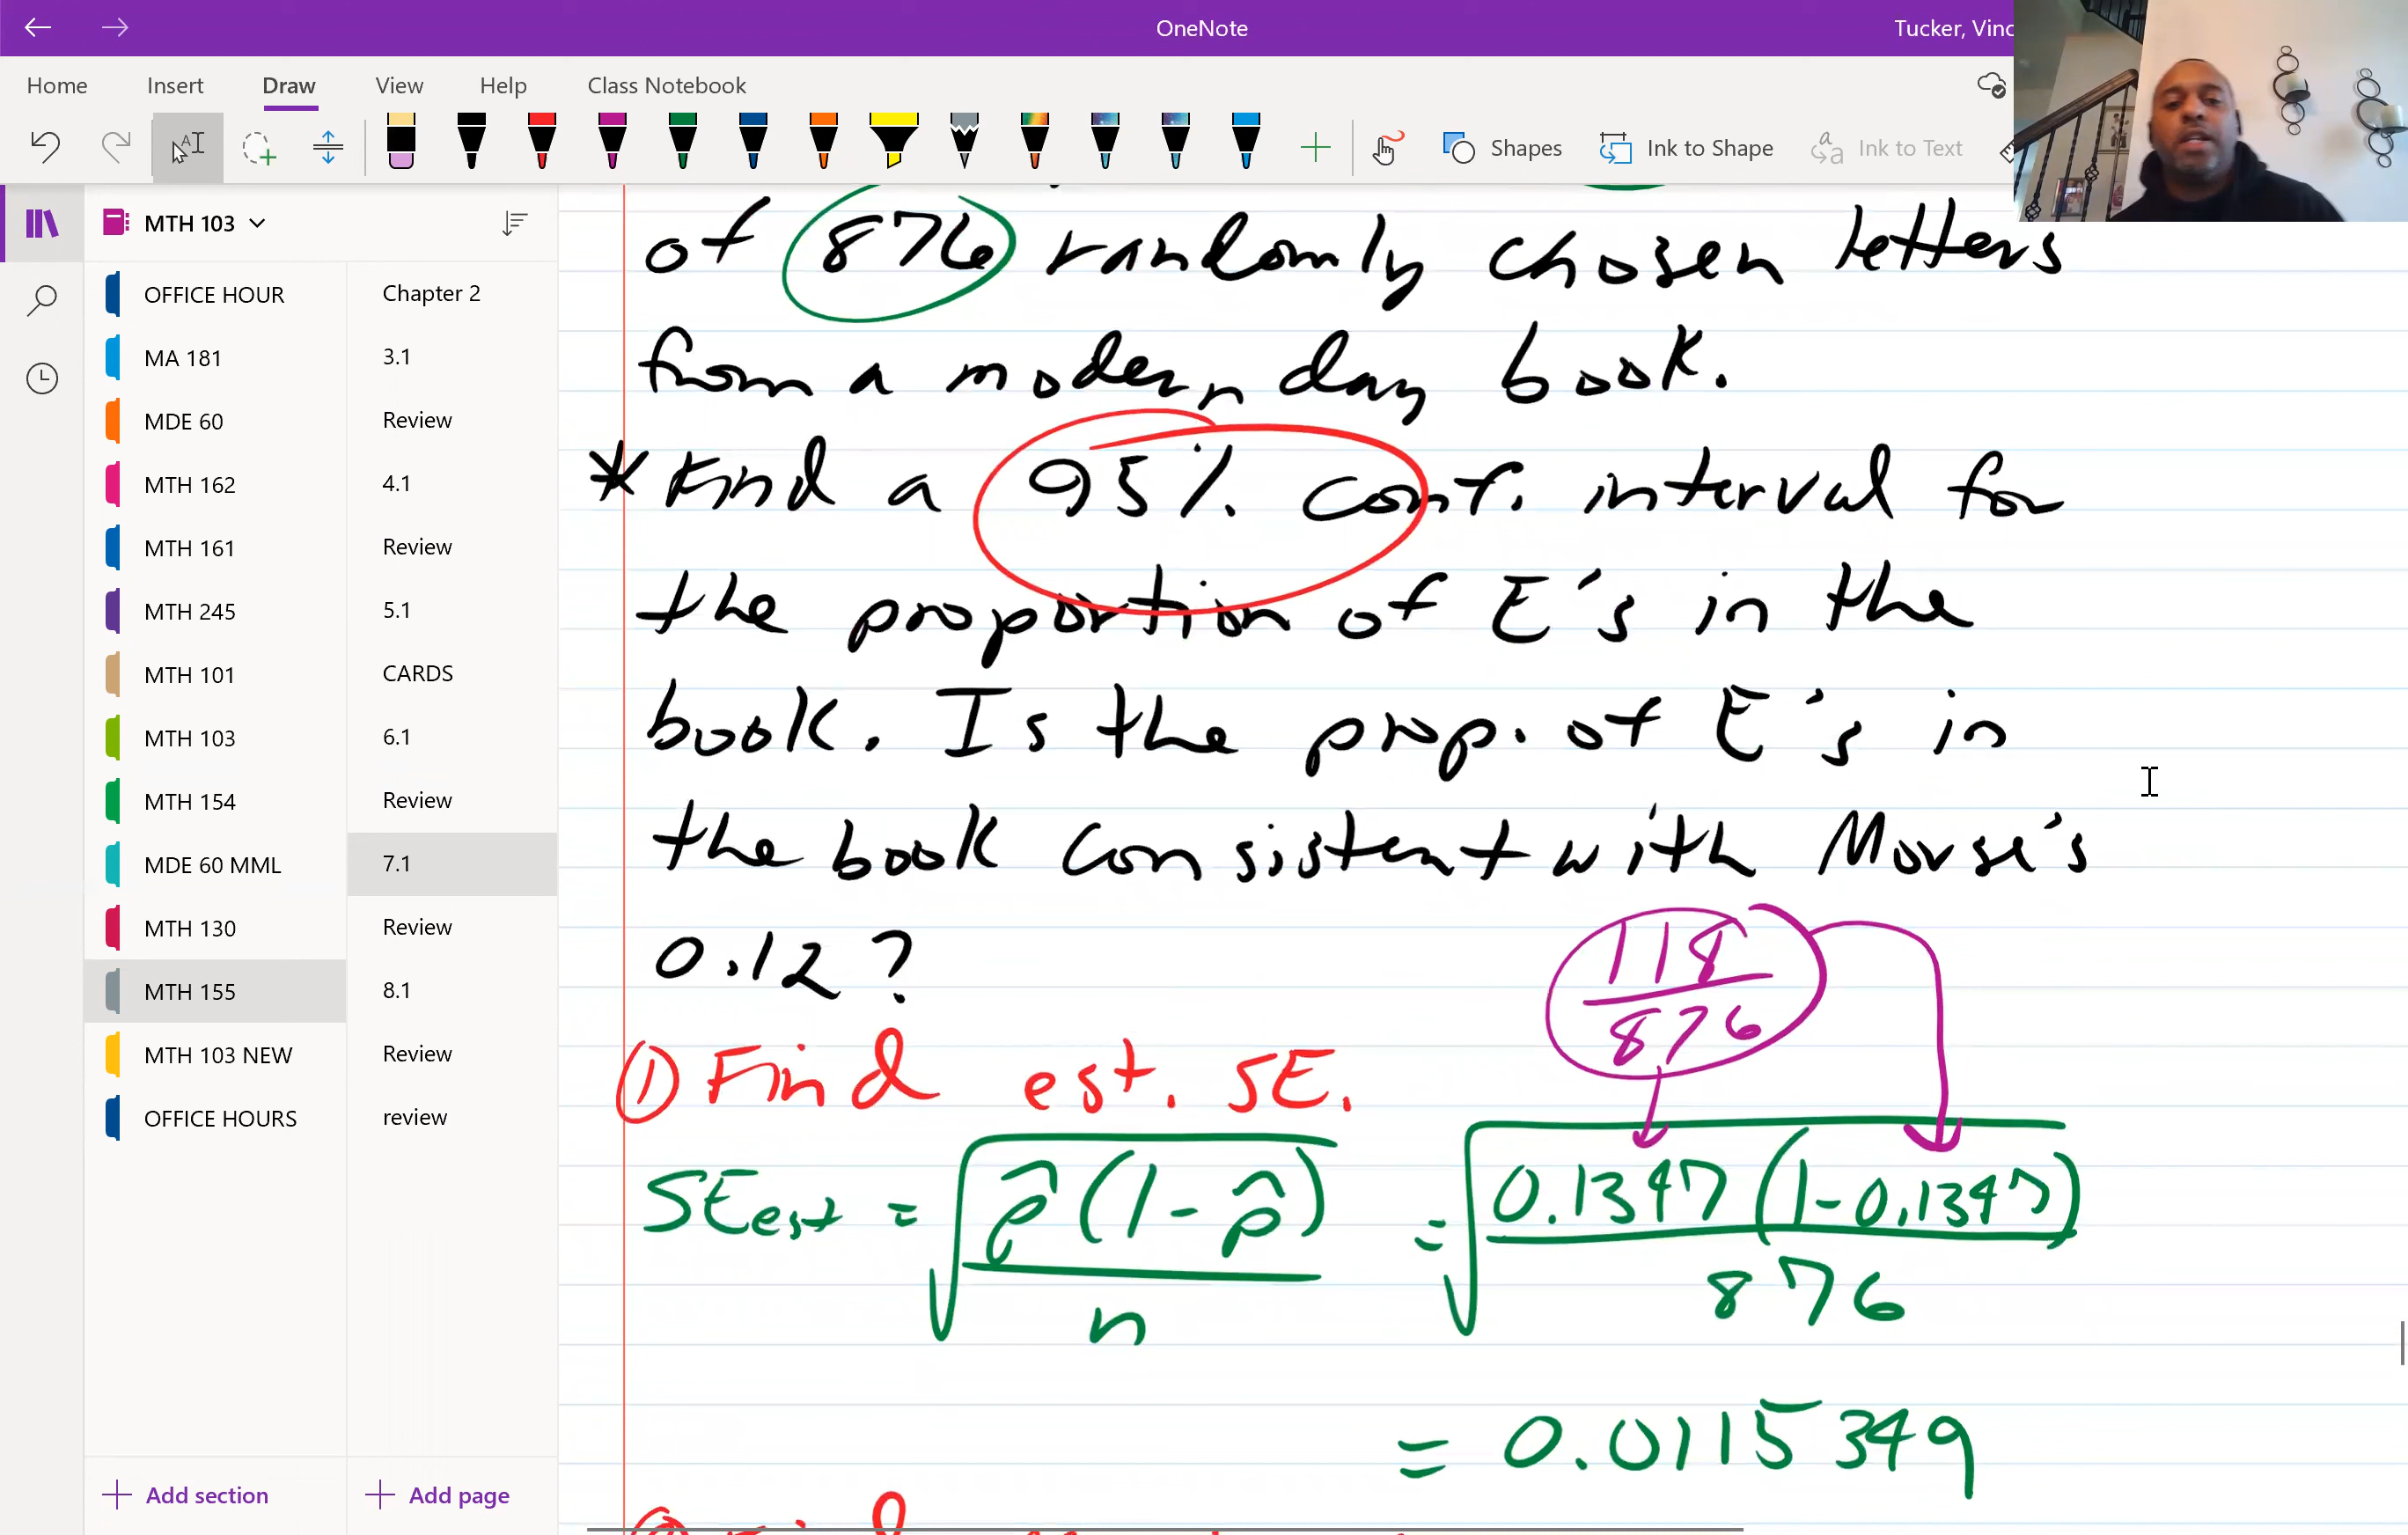 OneNote
Tucker, Vinc
Home Insert Draw View Help Class Notebook
Shapes Ink to Shape Ink to Text
MTH 103
OFFICE HOUR
MA 181
MDE 60
MTH 162
MTH 161
MTH 245
MTH 101
MTH 103
MTH 154
MDE 60 MML
MTH 130
MTH 155
MTH 103 NEW
OFFICE HOURS
Add section
Chapter 2
3.1
Review
4.1
Review
5.1
CARDS
6.1
Review
7.1
Review
8.1
Review
review
Add page
of 876 randomly chosen letters
from a modern day book.
* Find a 95% conf. interval for
the proportion of E's in the
book. Is the prop. of E's in
the book consistent with Morse's
0.12?
118/876
① Find est. SE.
SEest = √(p̂(1-p̂)/n) = √(0.1347(1-0.1347)/876)
= 0.0115349